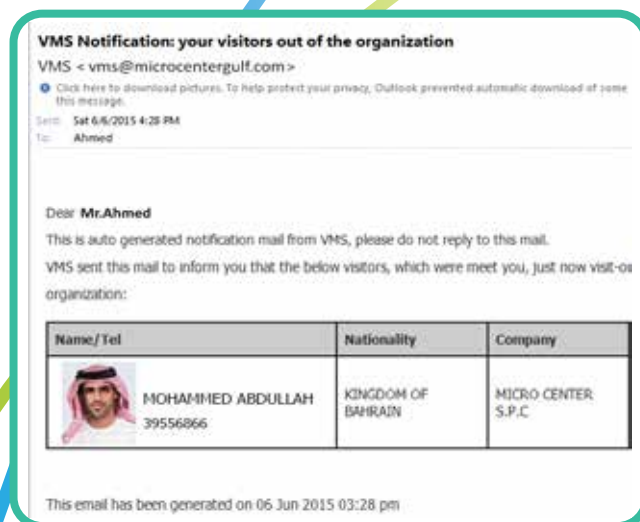 VMS Notification: your visitors out of the organization
VMS < vms@microcentergulf.com>
Click here to download pictures. To help protect your privacy, Outlook prevented automatic download of some
this message.
Sent: Sat 6/6/2015 4:28 PM
To: Ahmed
Dear Mr.Ahmed
This is auto generated notification mail from VMS, please do not reply to this mail.
VMS sent this mail to inform you that the below visitors, which were meet you, just now visit-ou
organization:
Name/Tel Nationality Company
MOHAMMED ABDULLAH KINGDOM OF MICRO CENTER
39556866 BAHRAIN S.P.C
This email has been generated on 06 Jun 2015 03:28 pm